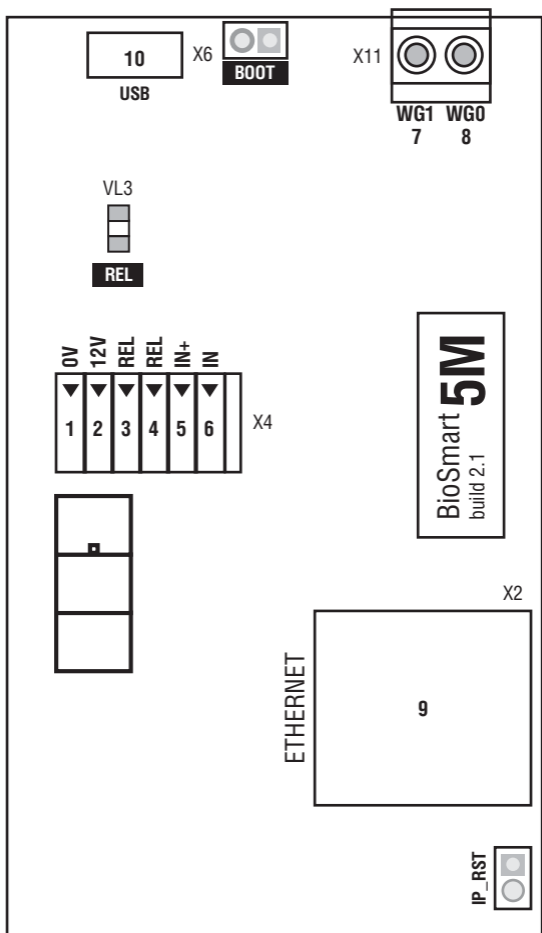 10
USB
X6
BOOT
X11
WG1 WG0
7 8
VL3
REL
0V 12V REL REL IN+ IN
1 2 3 4 5 6
X4
BioSmart 5M
build 2.1
X2
ETHERNET
9
IP_RST